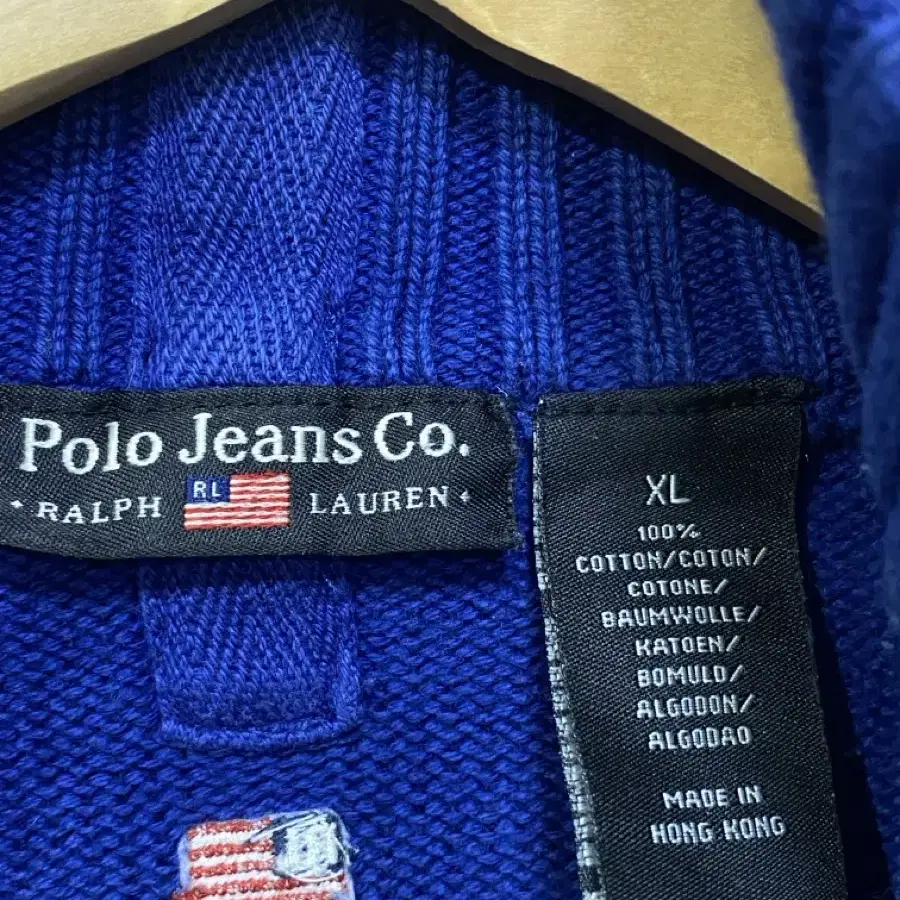 Polo Jeans Co.
RALPH RL LAUREN
XL
100%
COTTON/COTON/
COTONE/
BAUMWOLLE/
KATOEN/
BOMULD/
ALGODON/
ALGODAO
MADE IN
HONG KONG